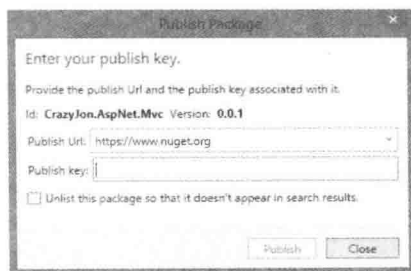 Publish Package
Enter your publish key.
Provide the publish Url and the publish key associated with it.
Id: CrazyJon.AspNet.Mvc Version: 0.0.1
Publish Url: https://www.nuget.org
Publish key:
Unlist this package so that it doesn't appear in search results.
Publish Close